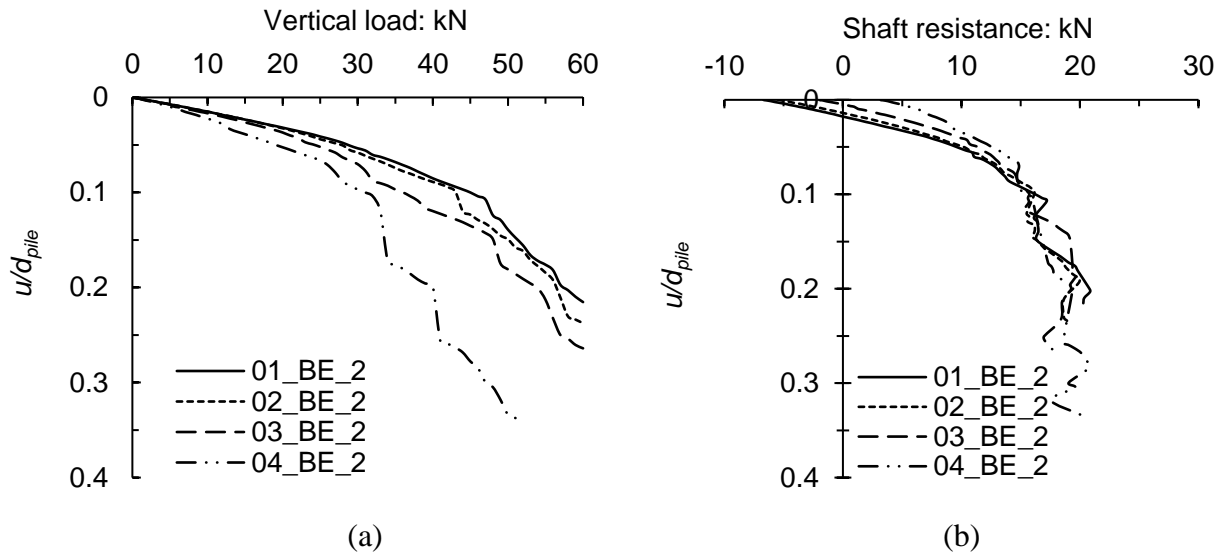 Vertical load: kN
0 10 20 30 40 50 60
0
0.1
0.2
0.3
0.4
u/d_pile
01_BE_2
02_BE_2
03_BE_2
04_BE_2
(a)
Shaft resistance: kN
-10 0 10 20 30
0
0.1
0.2
0.3
0.4
u/d_pile
01_BE_2
02_BE_2
03_BE_2
04_BE_2
(b)